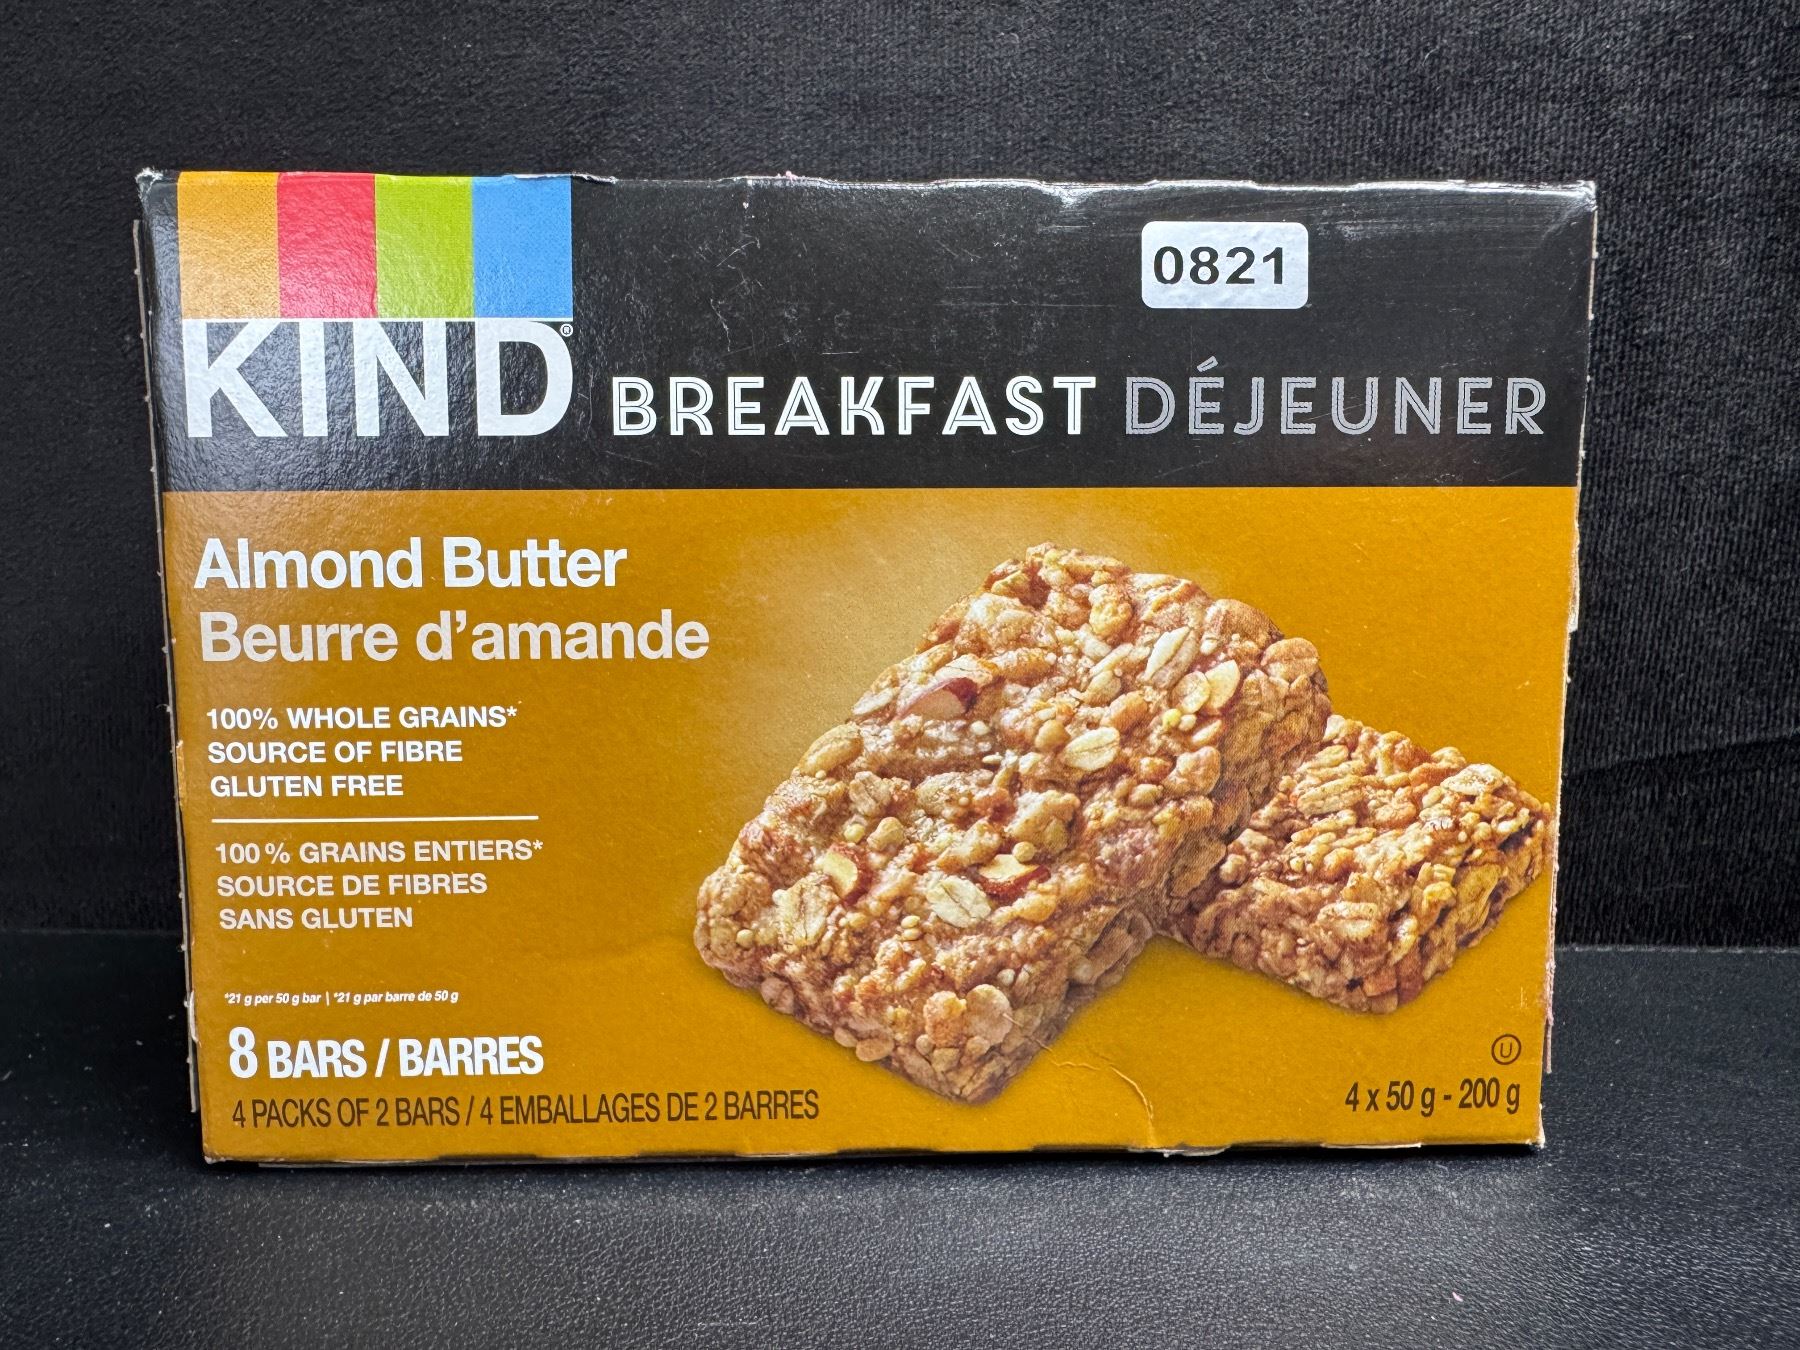 0821
KIND®
BREAKFAST DÉJEUNER
Almond Butter
Beurre d'amande
100% WHOLE GRAINS*
SOURCE OF FIBRE
GLUTEN FREE
100% GRAINS ENTIERS*
SOURCE DE FIBRES
SANS GLUTEN
*21 g per 50 g bar | *21 g par barre de 50 g
8 BARS / BARRES
4 PACKS OF 2 BARS / 4 EMBALLAGES DE 2 BARRES
U
4 x 50 g - 200 g